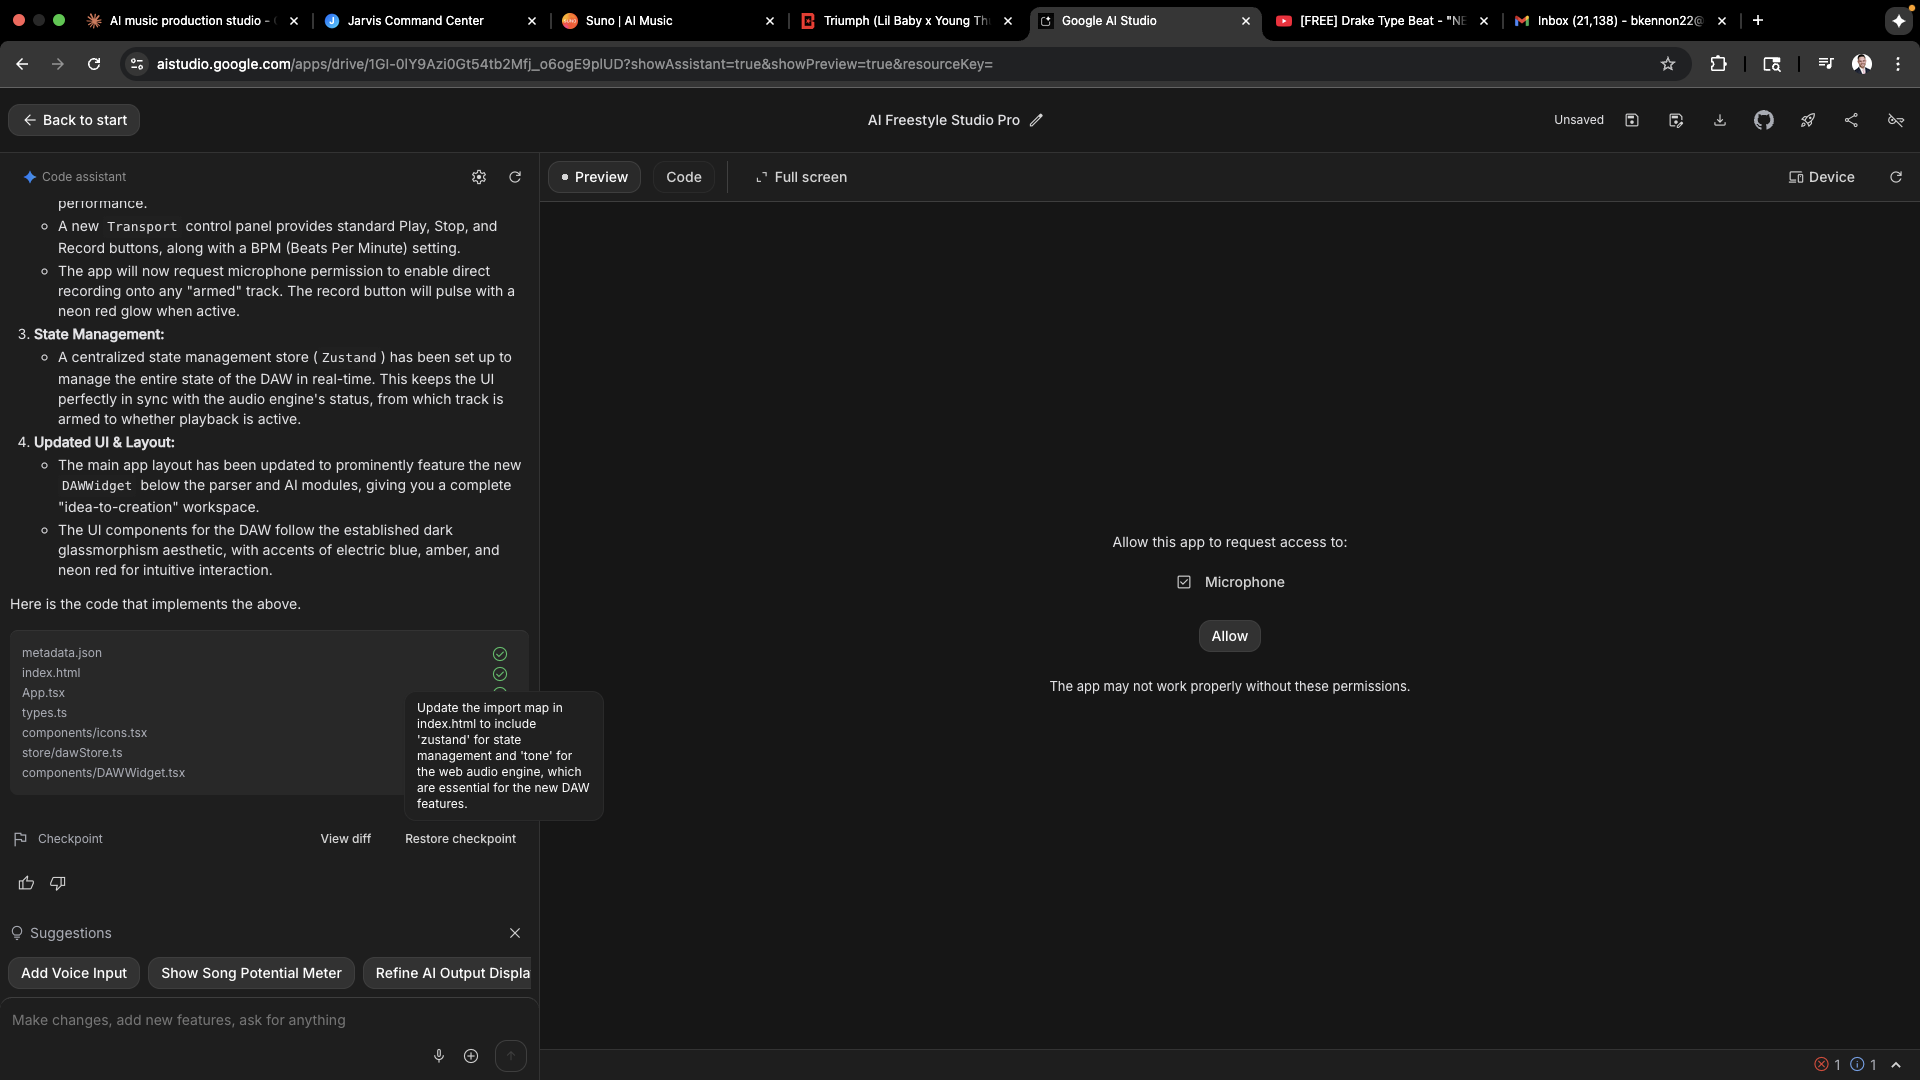 AI music production studio -
Jarvis Command Center
Suno | AI Music
Triumph (Lil Baby x Young Th
Google AI Studio
[FREE] Drake Type Beat - "NE
Inbox (21,138) - bkennon22@
aistudio.google.com/apps/drive/1GI-0lY9Azi0Gt54tb2Mfj_o6ogE9plUD?showAssistant=true&showPreview=true&resourceKey=
Back to start
AI Freestyle Studio Pro
Unsaved
Code assistant
Preview
Code
Full screen
Device
performance.
A new Transport control panel provides standard Play, Stop, and
Record buttons, along with a BPM (Beats Per Minute) setting.
The app will now request microphone permission to enable direct
recording onto any "armed" track. The record button will pulse with a
neon red glow when active.
3. State Management:
A centralized state management store ( Zustand ) has been set up to
manage the entire state of the DAW in real-time. This keeps the UI
perfectly in sync with the audio engine's status, from which track is
armed to whether playback is active.
4. Updated UI & Layout:
The main app layout has been updated to prominently feature the new
DAWWidget below the parser and AI modules, giving you a complete
"idea-to-creation" workspace.
The UI components for the DAW follow the established dark
glassmorphism aesthetic, with accents of electric blue, amber, and
neon red for intuitive interaction.
Here is the code that implements the above.
metadata.json
index.html
App.tsx
types.ts
components/icons.tsx
store/dawStore.ts
components/DAWWidget.tsx
Update the import map in
index.html to include
'zustand' for state
management and 'tone' for
the web audio engine, which
are essential for the new DAW
features.
Checkpoint
View diff
Restore checkpoint
Suggestions
Add Voice Input
Show Song Potential Meter
Refine AI Output Displa
Make changes, add new features, ask for anything
Allow this app to request access to:
Microphone
Allow
The app may not work properly without these permissions.
1
1